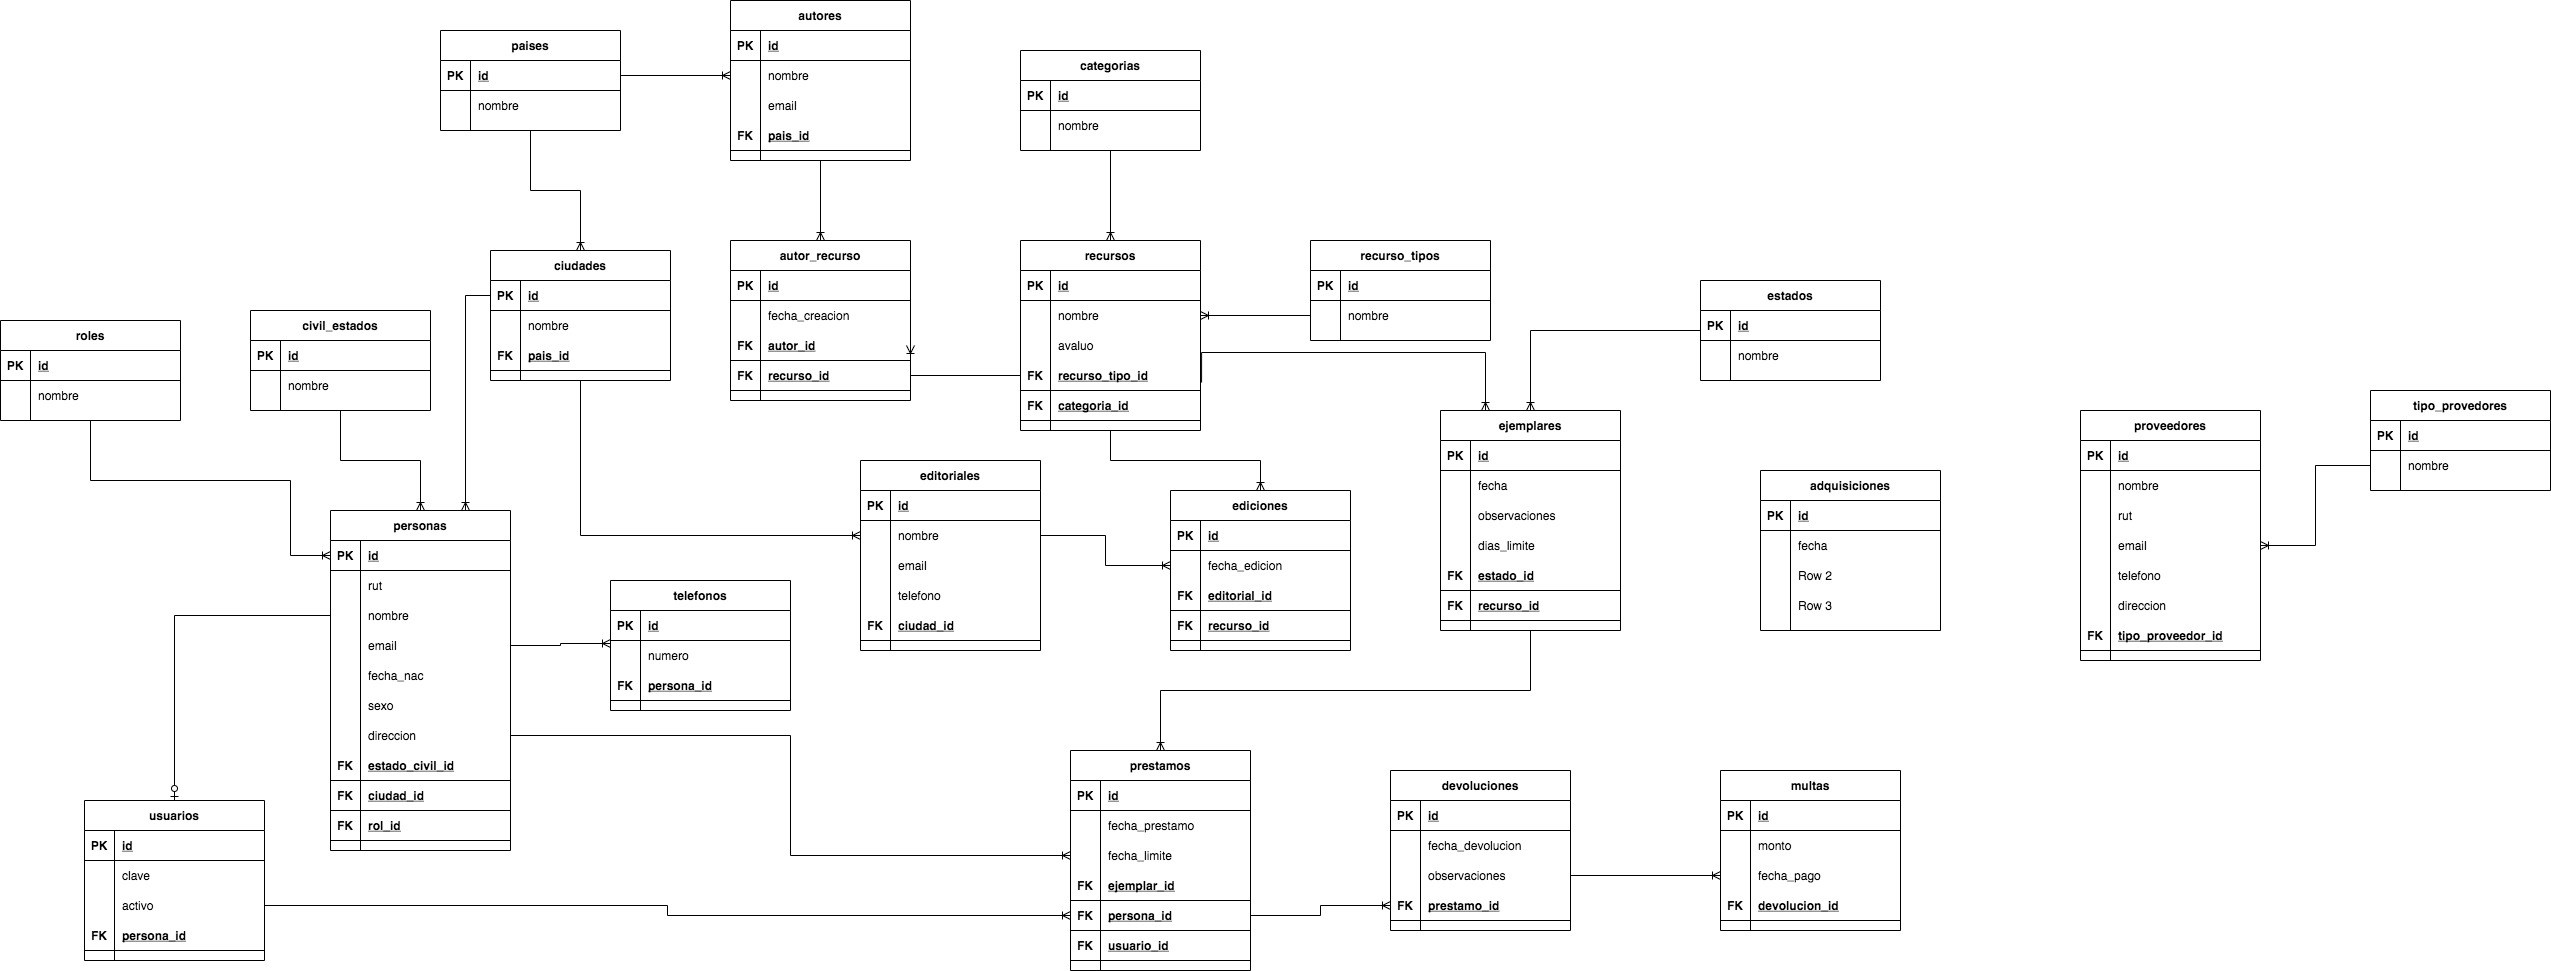 autores
PK id
nombre
email
FK pais_id
paises
PK id
nombre
categorias
PK id
nombre
ciudades
PK id
nombre
FK pais_id
autor_recurso
PK id
fecha_creacion
FK autor_id
FK recurso_id
recursos
PK id
nombre
avaluo
FK recurso_tipo_id
FK categoria_id
recurso_tipos
PK id
nombre
estados
PK id
nombre
roles
PK id
nombre
civil_estados
PK id
nombre
tipo_provedores
PK id
nombre
proveedores
PK id
nombre
rut
email
telefono
direccion
FK tipo_proveedor_id
ejemplares
PK id
fecha
observaciones
dias_limite
FK estado_id
FK recurso_id
adquisiciones
PK id
fecha
Row 2
Row 3
editoriales
PK id
nombre
email
telefono
FK ciudad_id
ediciones
PK id
fecha_edicion
FK editorial_id
FK recurso_id
personas
PK id
rut
nombre
email
fecha_nac
sexo
direccion
FK estado_civil_id
FK ciudad_id
FK rol_id
telefonos
PK id
numero
FK persona_id
usuarios
PK id
clave
activo
FK persona_id
prestamos
PK id
fecha_prestamo
fecha_limite
FK ejemplar_id
FK persona_id
FK usuario_id
devoluciones
PK id
fecha_devolucion
observaciones
FK prestamo_id
multas
PK id
monto
fecha_pago
FK devolucion_id